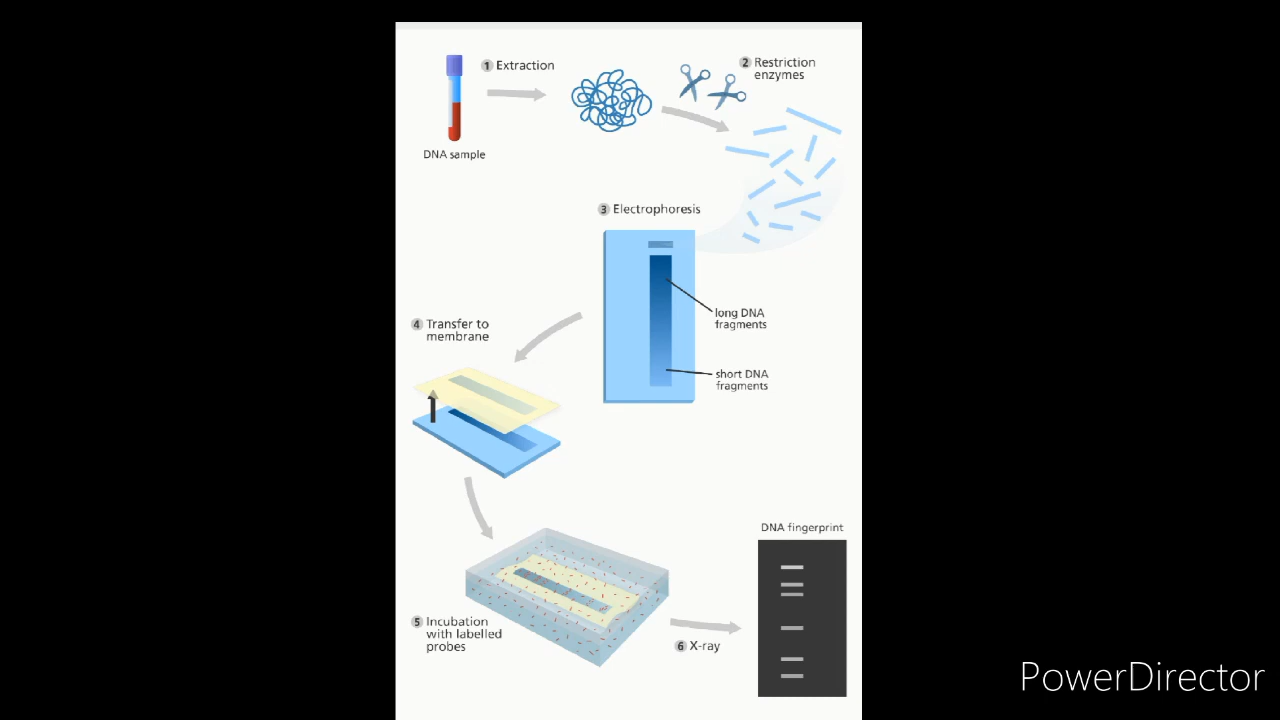 1 Extraction
2 Restriction
enzymes
DNA sample
3 Electrophoresis
long DNA
fragments
short DNA
fragments
4 Transfer to
membrane
DNA fingerprint
5 Incubation
with labelled
probes
6 X-ray
PowerDirector